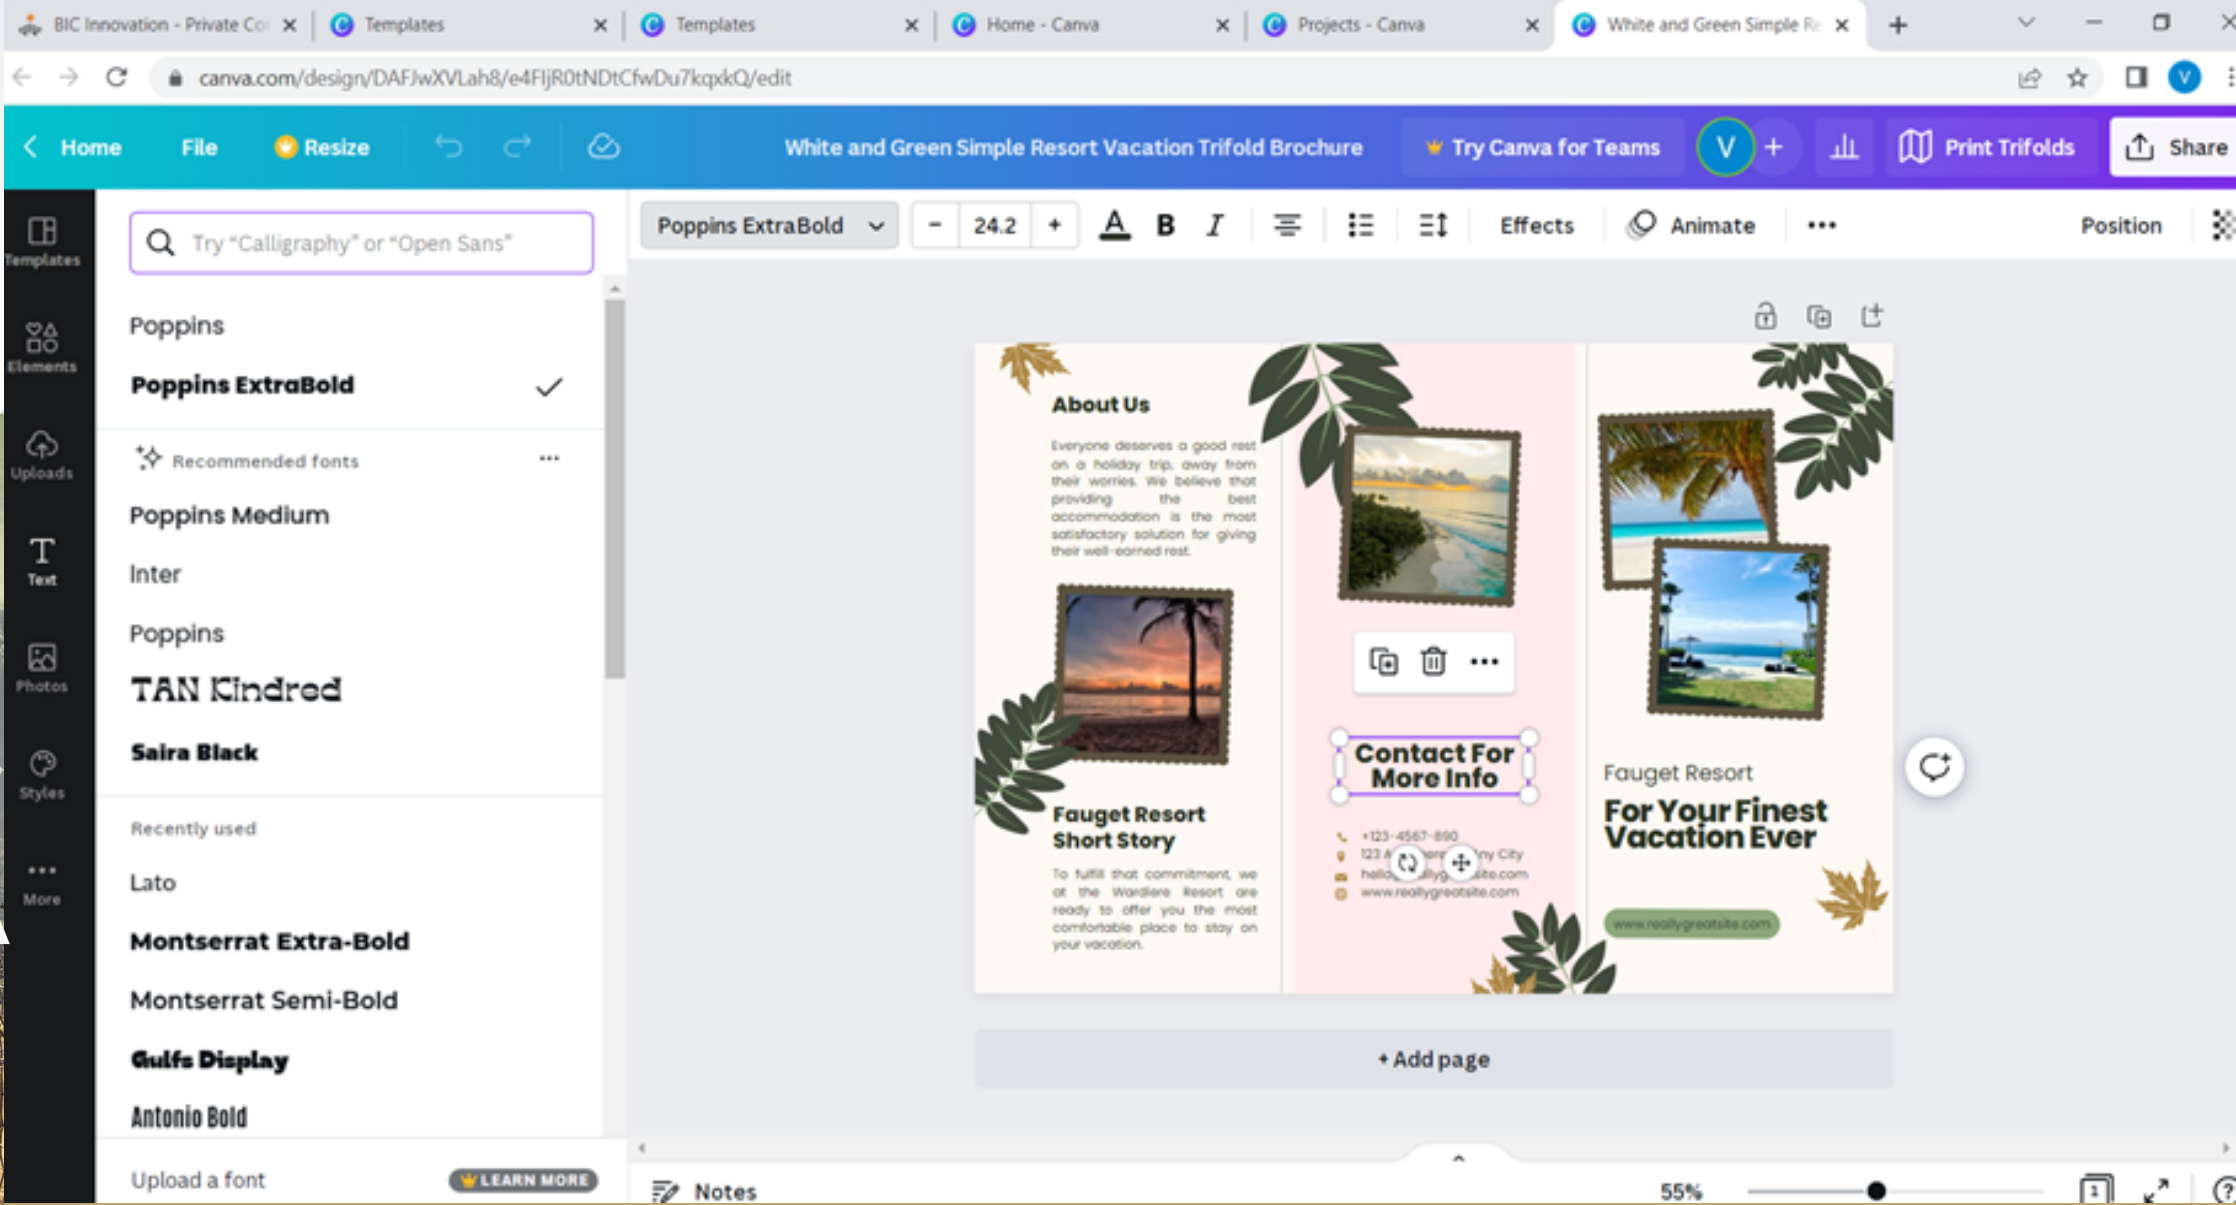 BIC Innovation - Private Co
Templates
Templates
Home - Canva
Projects - Canva
White and Green Simple Re
canva.com/design/DAFJwXVLah8/e4FIjR0tNDtCfwDu7kqxkQ/edit
V
Home
File
Resize
White and Green Simple Resort Vacation Trifold Brochure
Try Canva for Teams
V
+
Print Trifolds
Share
Templates
Elements
Uploads
Text
Photos
Styles
More
Try “Calligraphy” or “Open Sans”
Poppins
Poppins ExtraBold
Recommended fonts
Poppins Medium
Inter
Poppins
TAN Kindred
Saira Black
Recently used
Lato
Montserrat Extra-Bold
Montserrat Semi-Bold
Gulfs Display
Antonio Bold
Upload a font
LEARN MORE
Poppins ExtraBold
– 24.2 +
A B I
Effects
Animate
Position
About Us
Everyone deserves a good rest
on a holiday trip, away from
their worries. We believe that
providing the best
accommodation is the most
satisfactory solution for giving
their well-earned rest.
Fauget Resort
Short Story
To fulfill that commitment, we
at the Wardiere Resort are
ready to offer you the most
comfortable place to stay on
your vacation.
Contact For
More Info
+123-4567-890
123 A ny City
hello site.com
www.reallygreatsite.com
Fauget Resort
For Your Finest
Vacation Ever
www.reallygreatsite.com
+ Add page
Notes
55%
1
?